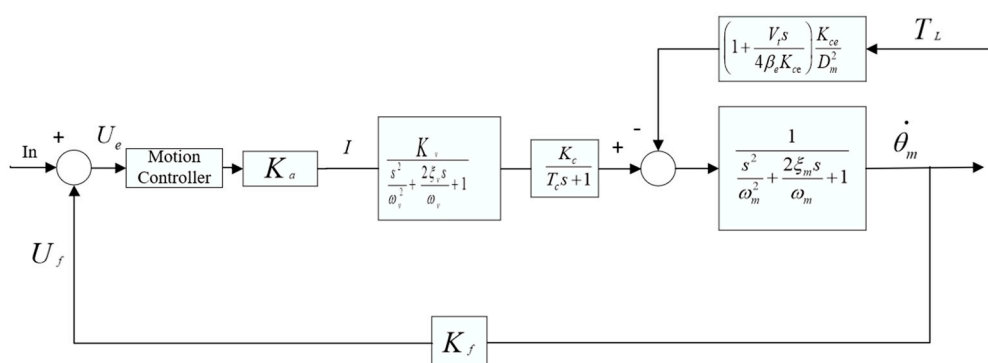 (1 + V_t s / 4β_e K_ce) K_ce / D_m^2
T_L
In
+
U_e
Motion
Controller
K_a
I
K_v / (s^2/ω_v^2 + 2ξ_v s/ω_v + 1)
K_c / (T_c s + 1)
+
-
1 / (s^2/ω_m^2 + 2ξ_m s/ω_m + 1)
θ̇_m
U_f
K_f